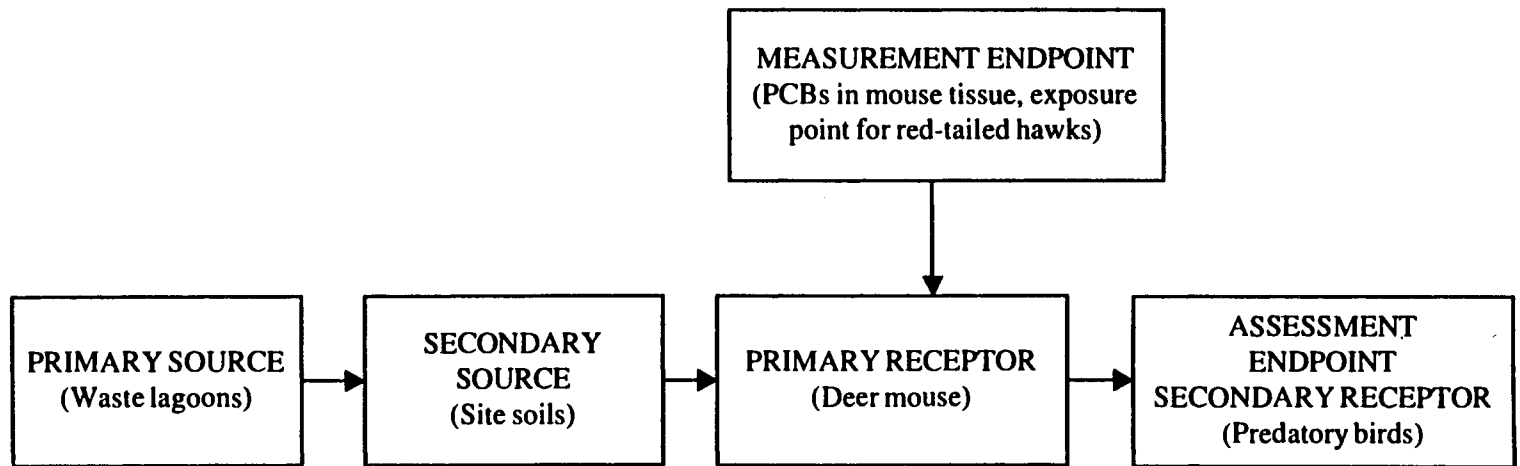 MEASUREMENT ENDPOINT
(PCBs in mouse tissue, exposure
point for red-tailed hawks)
PRIMARY SOURCE
(Waste lagoons)
SECONDARY
SOURCE
(Site soils)
PRIMARY RECEPTOR
(Deer mouse)
ASSESSMENT
ENDPOINT
SECONDARY RECEPTOR
(Predatory birds)